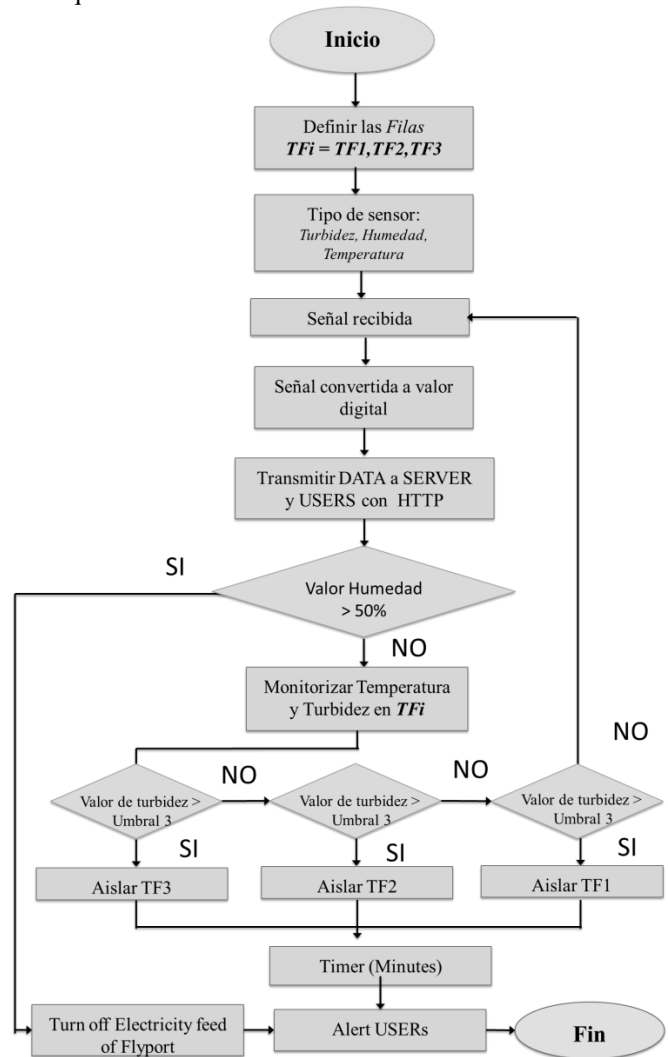 Inicio
Definir las Filas
TFi = TF1,TF2,TF3
Tipo de sensor:
Turbidez, Humedad,
Temperatura
Señal recibida
Señal convertida a valor
digital
Transmitir DATA a SERVER
y USERS con HTTP
SI
Valor Humedad
> 50%
NO
Monitorizar Temperatura
y Turbidez en TFi
NO
Valor de turbidez >
Umbral 3
NO
Valor de turbidez >
Umbral 3
NO
Valor de turbidez >
Umbral 3
SI
SI
SI
Aislar TF3
Aislar TF2
Aislar TF1
Timer (Minutes)
Turn off Electricity feed
of Flyport
Alert USERs
Fin